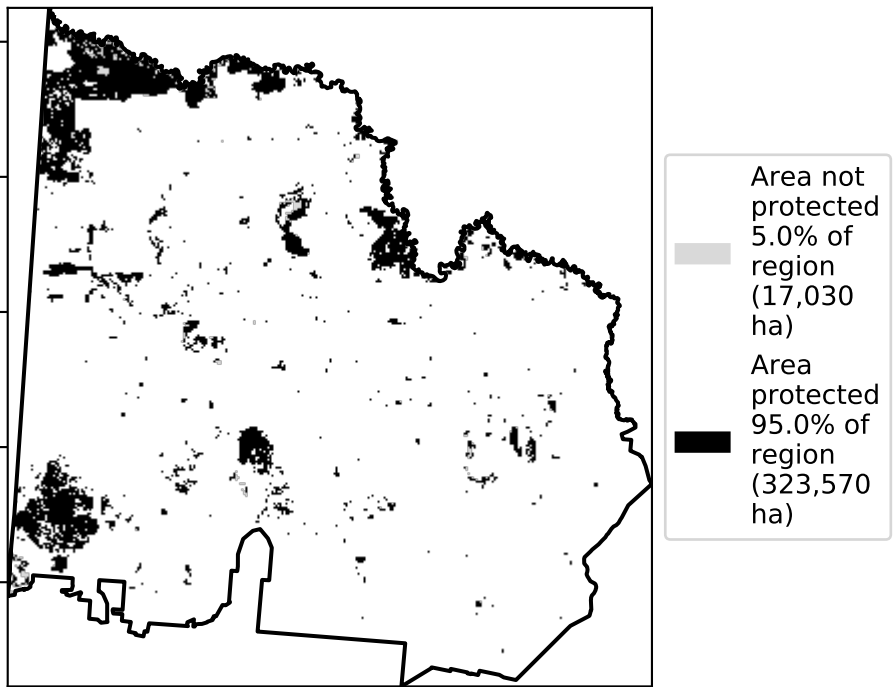 Area not
protected
5.0% of
region
(17,030
ha)
Area
protected
95.0% of
region
(323,570
ha)